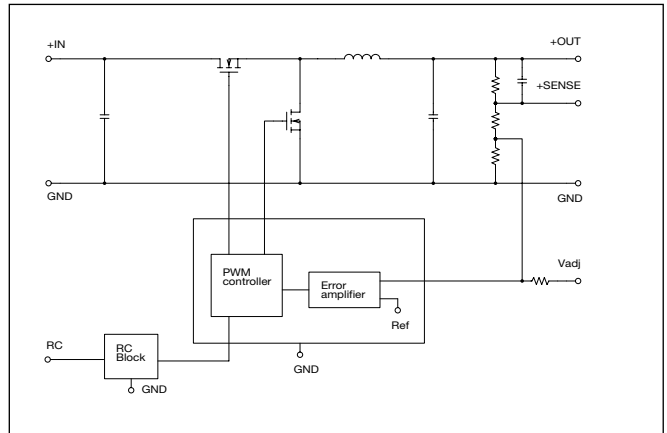 +IN
+OUT
+SENSE
GND
GND
PWM
controller
Error
amplifier
Vadj
Ref
RC
RC
Block
GND
GND